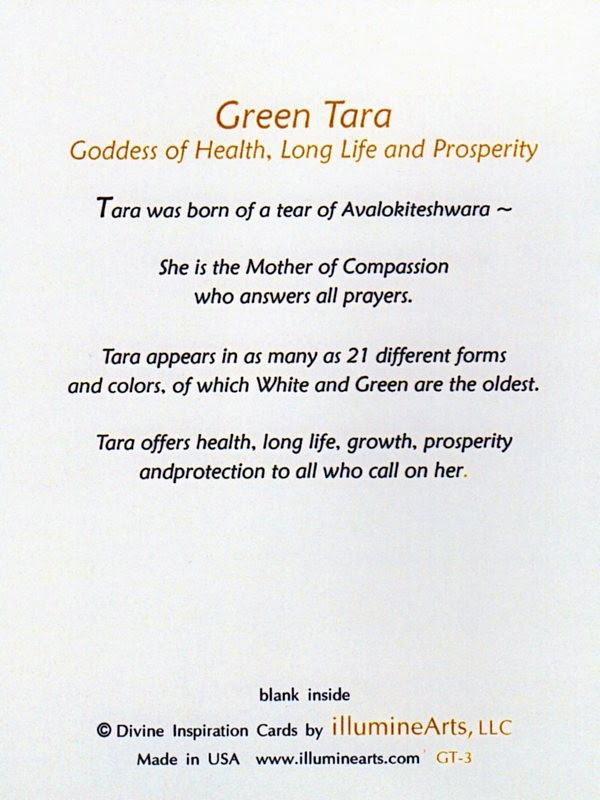 Green Tara
Goddess of Health, Long Life and Prosperity
Tara was born of a tear of Avalokiteshwara ~
She is the Mother of Compassion
who answers all prayers.
Tara appears in as many as 21 different forms
and colors, of which White and Green are the oldest.
Tara offers health, long life, growth, prosperity
andprotection to all who call on her.
blank inside
© Divine Inspiration Cards by illumineArts, LLC
Made in USA www.illuminearts.com GT-3